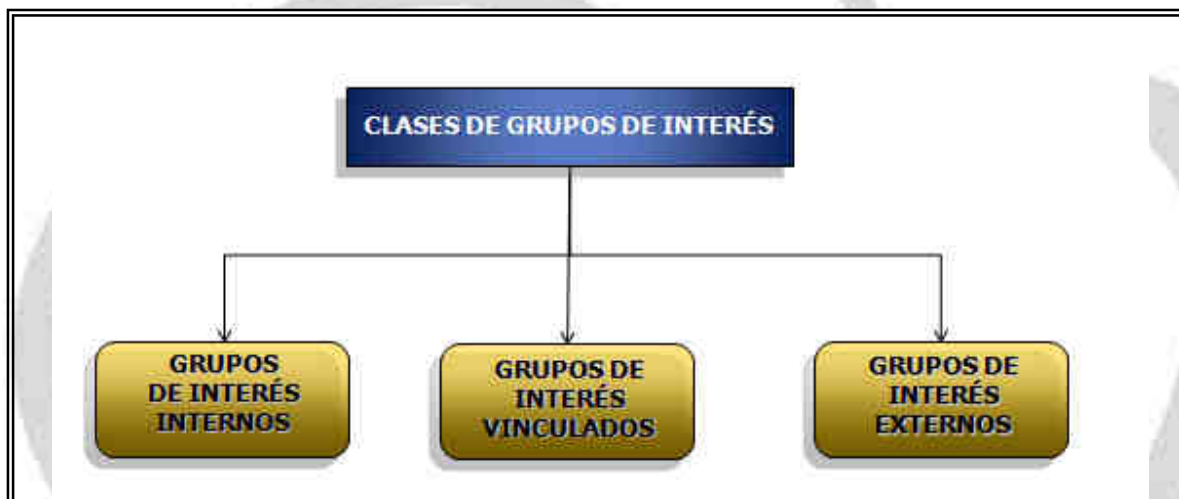 CLASES DE GRUPOS DE INTERÉS
GRUPOS
DE INTERÉS
INTERNOS
GRUPOS DE
INTERÉS
VINCULADOS
GRUPOS DE
INTERÉS
EXTERNOS